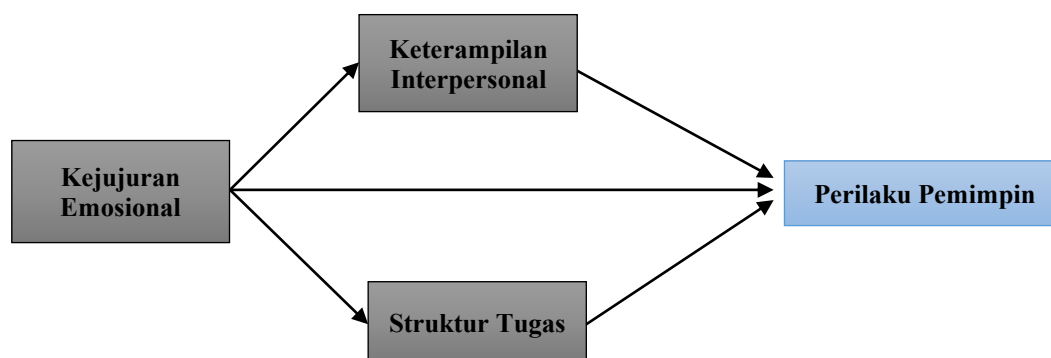 Keterampilan
Interpersonal
Kejujuran
Emosional
Perilaku Pemimpin
Struktur Tugas